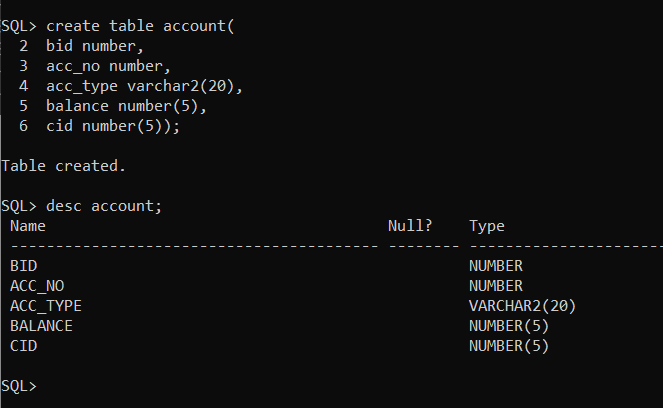 SQL> create table account(
  2  bid number,
  3  acc_no number,
  4  acc_type varchar2(20),
  5  balance number(5),
  6  cid number(5));
Table created.
SQL> desc account;
 Name                                      Null?    Type
 ----------------------------------------- -------- ----------------------
 BID                                                NUMBER
 ACC_NO                                             NUMBER
 ACC_TYPE                                           VARCHAR2(20)
 BALANCE                                            NUMBER(5)
 CID                                                NUMBER(5)
SQL>